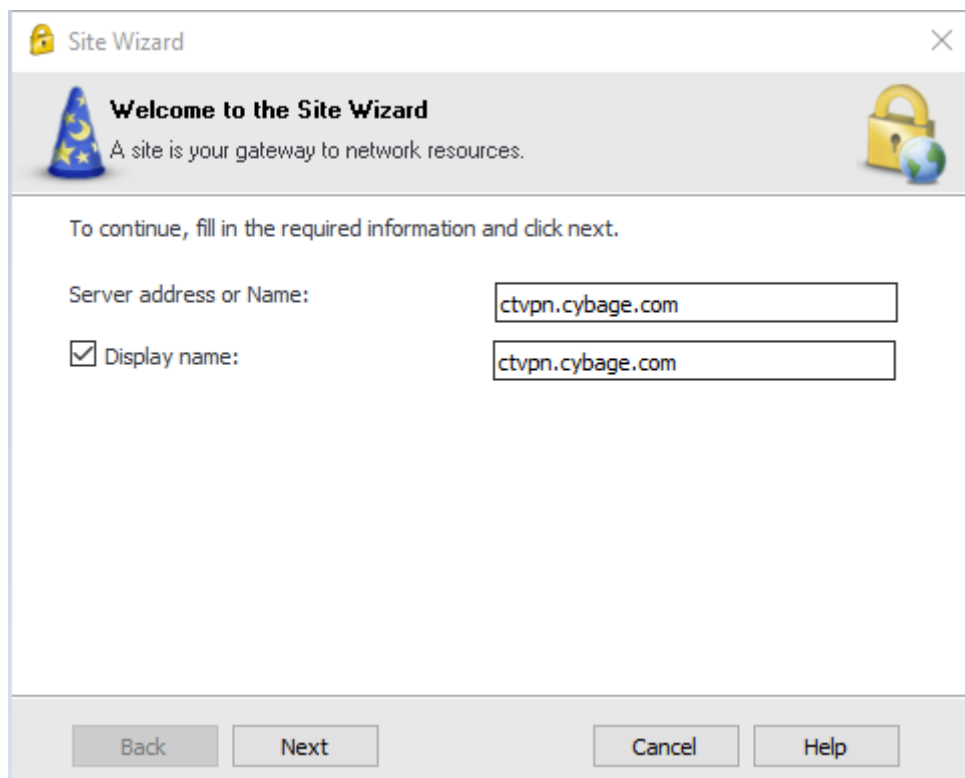 Site Wizard
Welcome to the Site Wizard
A site is your gateway to network resources.
To continue, fill in the required information and click next.
Server address or Name: ctvpn.cybage.com
Display name: ctvpn.cybage.com
Back Next Cancel Help